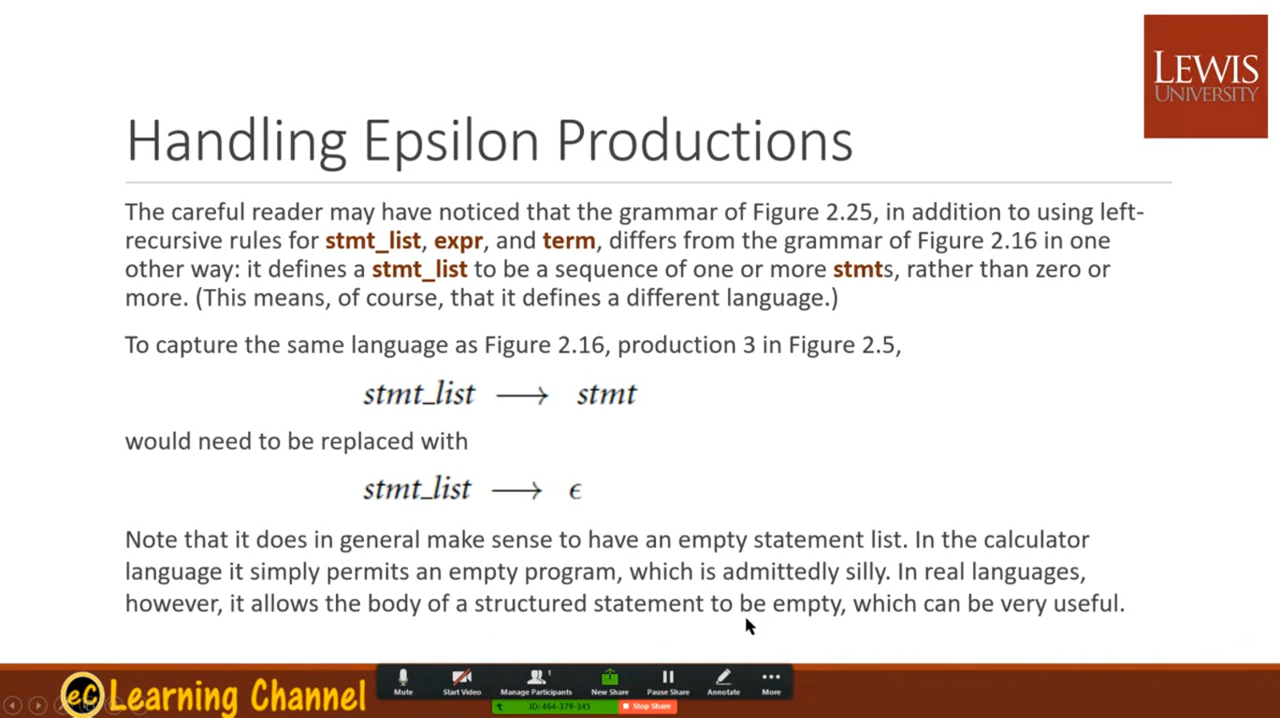 LEWIS
UNIVERSITY
Handling Epsilon Productions
The careful reader may have noticed that the grammar of Figure 2.25, in addition to using left-
recursive rules for stmt_list, expr, and term, differs from the grammar of Figure 2.16 in one
other way: it defines a stmt_list to be a sequence of one or more stmts, rather than zero or
more. (This means, of course, that it defines a different language.)
To capture the same language as Figure 2.16, production 3 in Figure 2.5,
stmt_list ⟶ stmt
would need to be replaced with
stmt_list ⟶ ϵ
Note that it does in general make sense to have an empty statement list. In the calculator
language it simply permits an empty program, which is admittedly silly. In real languages,
however, it allows the body of a structured statement to be empty, which can be very useful.
eC Learning Channel
Mute Start Video Manage Participants 1 New Share Pause Share Annotate More
ID: 464-379-345 Stop Share